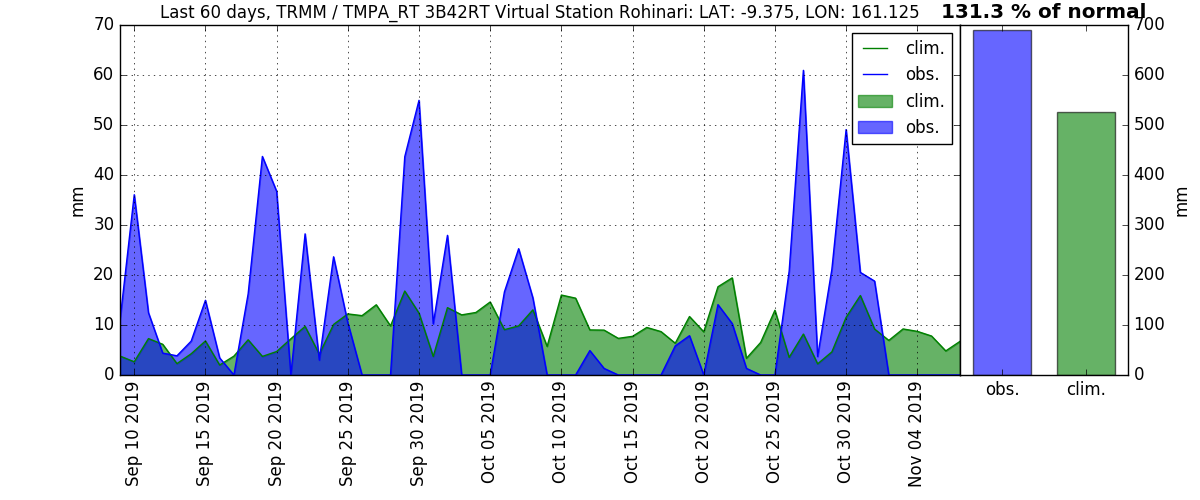 Last 60 days, TRMM / TMPA_RT 3B42RT Virtual Station Rohinari: LAT: -9.375, LON: 161.125
131.3 % of normal
70
60
50
40
30
20
10
0
mm
clim.
obs.
clim.
obs.
Sep 10 2019
Sep 15 2019
Sep 20 2019
Sep 25 2019
Sep 30 2019
Oct 05 2019
Oct 10 2019
Oct 15 2019
Oct 20 2019
Oct 25 2019
Oct 30 2019
Nov 04 2019
700
600
500
400
300
200
100
0
mm
obs.
clim.